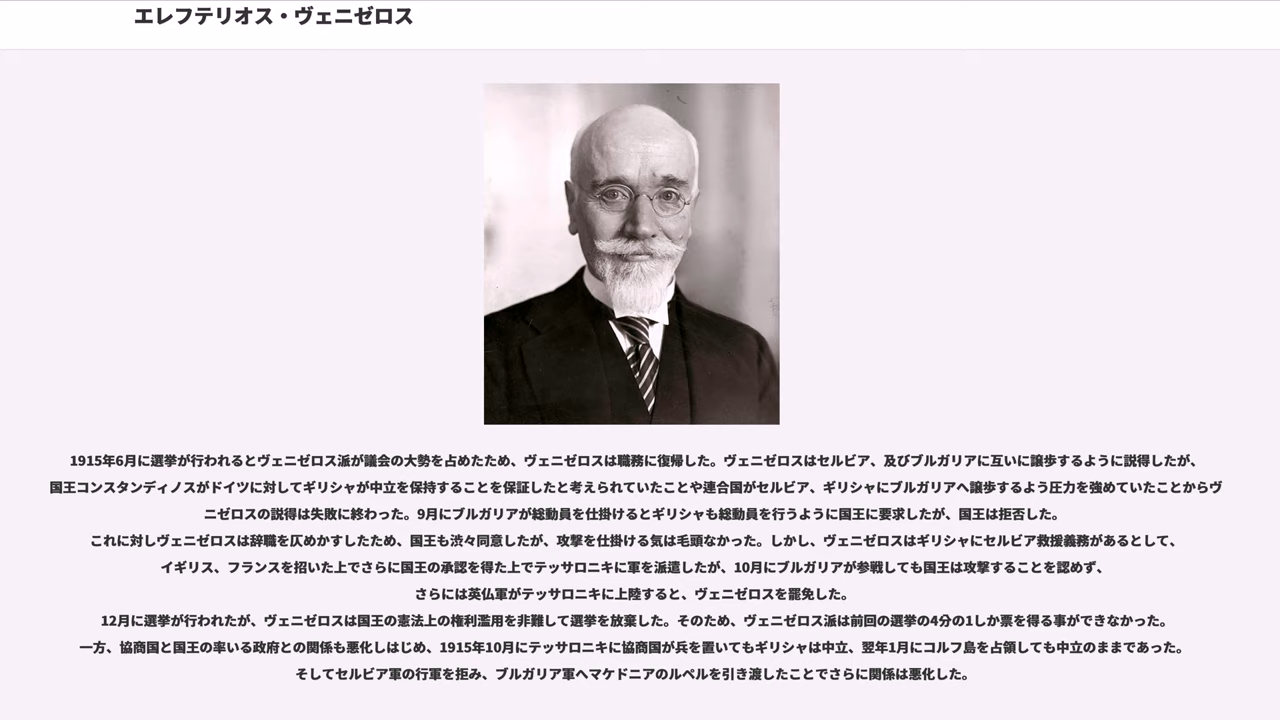 エレフテリオス・ヴェニゼロス
1915年6月に選挙が行われるとヴェニゼロス派が議会の大勢を占めたため、ヴェニゼロスは職務に復帰した。ヴェニゼロスはセルビア、及びブルガリアに互いに譲歩するように説得したが、
国王コンスタンディノスがドイツに対してギリシャが中立を保持することを保証したと考えられていたことや連合国がセルビア、ギリシャにブルガリアへ譲歩するよう圧力を強めていたことからヴ
ニゼロスの説得は失敗に終わった。9月にブルガリアが総動員を仕掛けるとギリシャも総動員を行うように国王に要求したが、国王は拒否した。
これに対しヴェニゼロスは辞職を仄めかすしたため、国王も渋々同意したが、攻撃を仕掛ける気は毛頭なかった。しかし、ヴェニゼロスはギリシャにセルビア救援義務があるとして、
イギリス、フランスを招いた上でさらに国王の承認を得た上でテッサロニキに軍を派遣したが、10月にブルガリアが参戦しても国王は攻撃することを認めず、
さらには英仏軍がテッサロニキに上陸すると、ヴェニゼロスを罷免した。
12月に選挙が行われたが、ヴェニゼロスは国王の憲法上の権利濫用を非難して選挙を放棄した。そのため、ヴェニゼロス派は前回の選挙の4分の1しか票を得る事ができなかった。
一方、協商国と国王の率いる政府との関係も悪化しはじめ、1915年10月にテッサロニキに協商国が兵を置いてもギリシャは中立、翌年1月にコルフ島を占領しても中立のままであった。
そしてセルビア軍の行軍を拒み、ブルガリア軍へマケドニアのルペルを引き渡したことでさらに関係は悪化した。